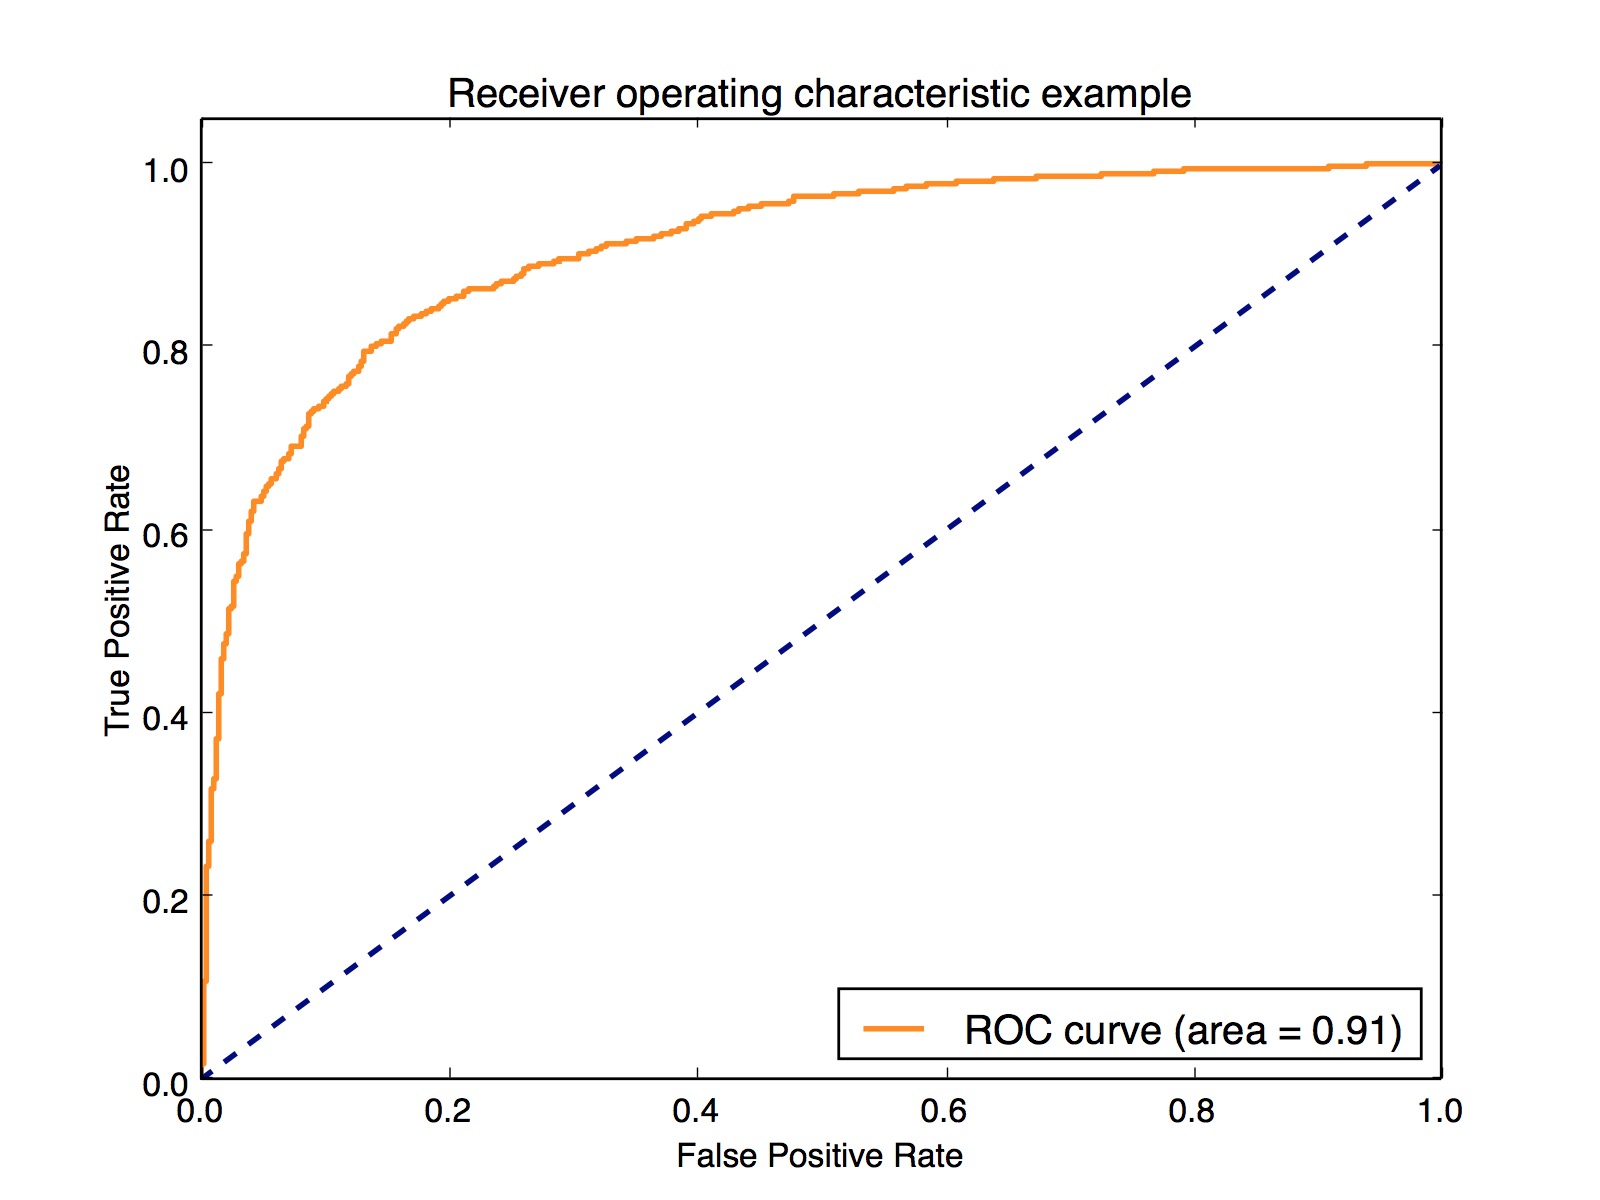 Receiver operating characteristic example
1.0
0.8
0.6
0.4
0.2
0.0
True Positive Rate
ROC curve (area = 0.91)
0.0 0.2 0.4 0.6 0.8 1.0
False Positive Rate